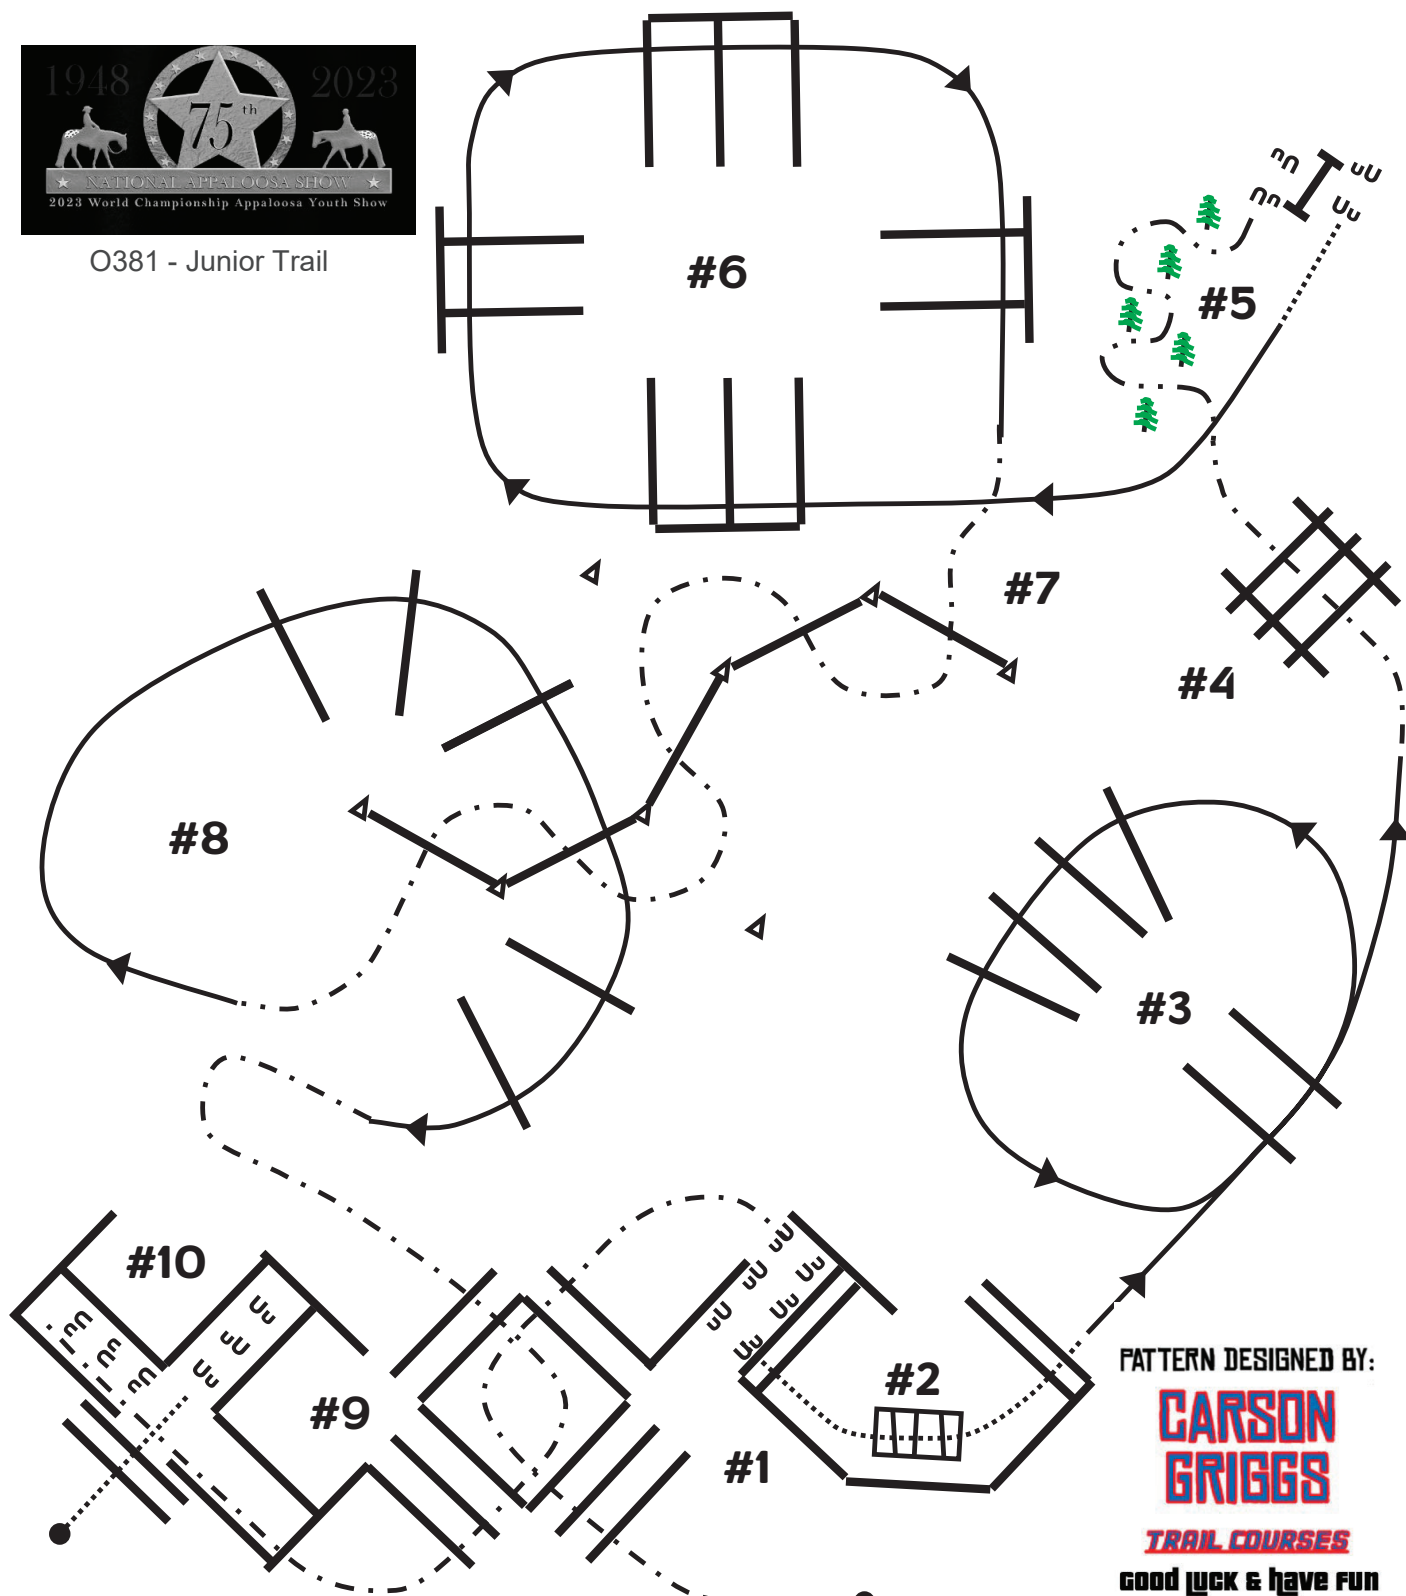 1948 2023
75th
NATIONAL APPALOOSA SHOW
2023 World Championship Appaloosa Youth Show
O381 - Junior Trail
#6
#5
#7
#4
#8
#3
#10
#2
#9
#1
PATTERN DESIGNED BY:
CARSON
GRIGGS
TRAIL COURSES
GOOD LUCK & HAVE FUN